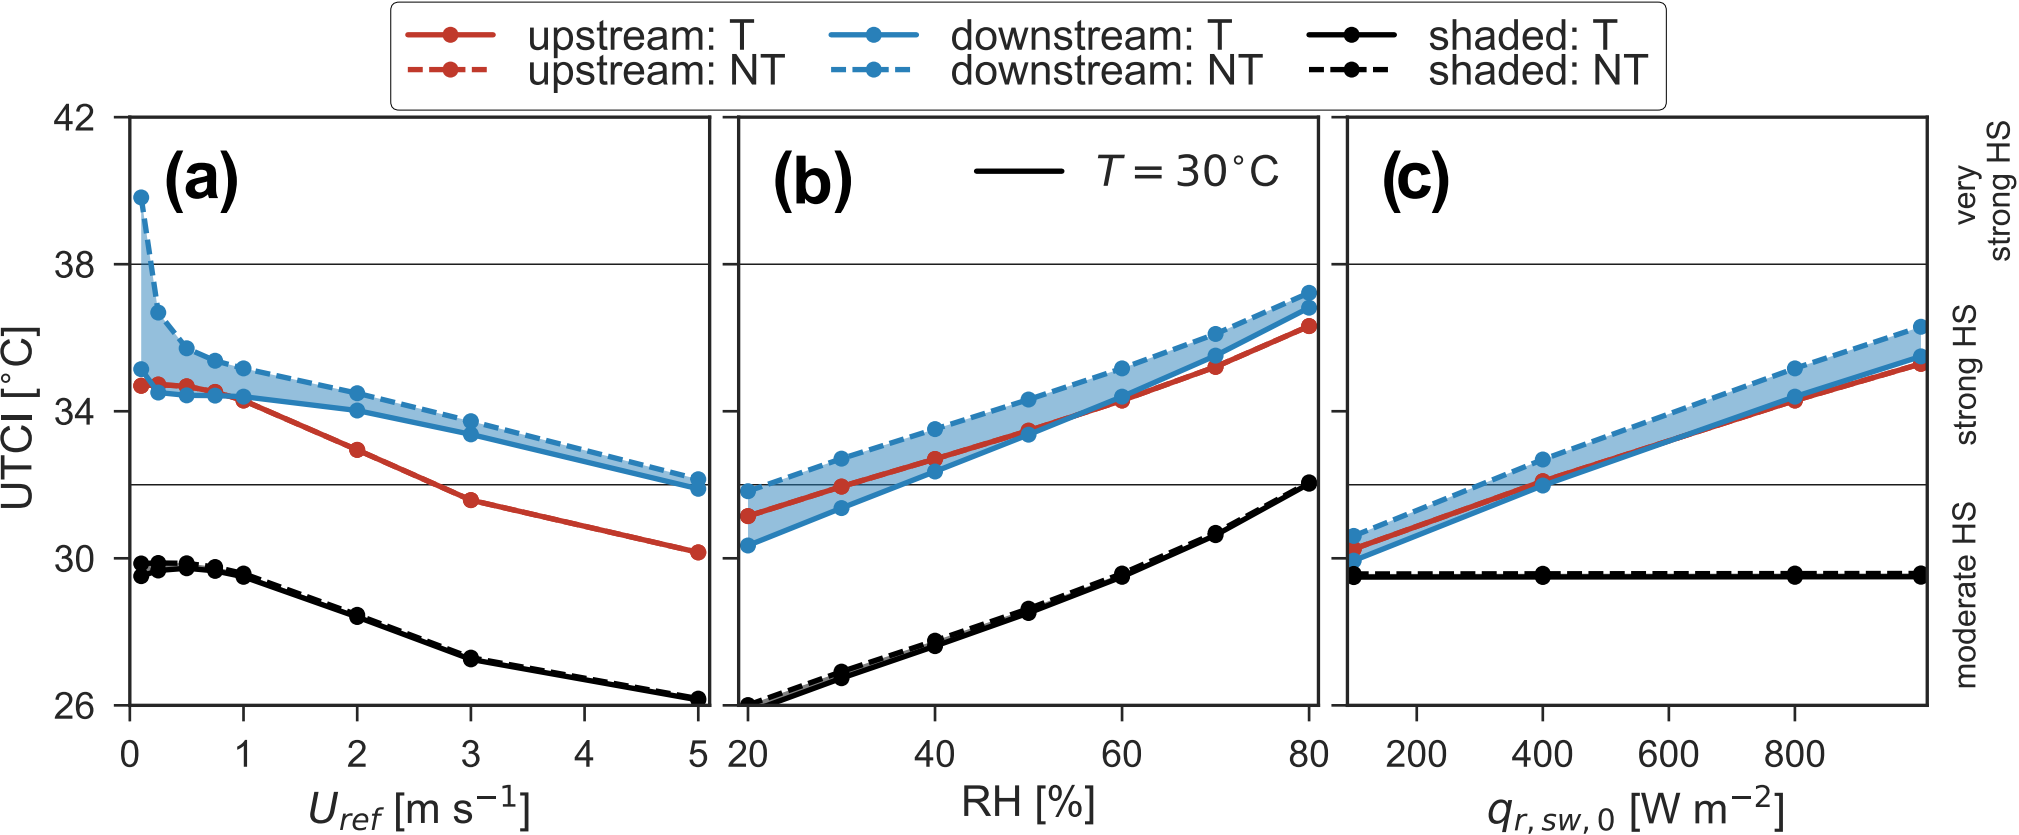 upstream: T downstream: T shaded: T
upstream: NT downstream: NT shaded: NT
(a) (b) T = 30°C (c)
UTCI [°C]
42
38
34
30
26
very
strong HS
strong HS
moderate HS
0 1 2 3 4 5 20 40 60 80 200 400 600 800
U_ref [m s⁻¹] RH [%] q_r,sw,0 [W m⁻²]